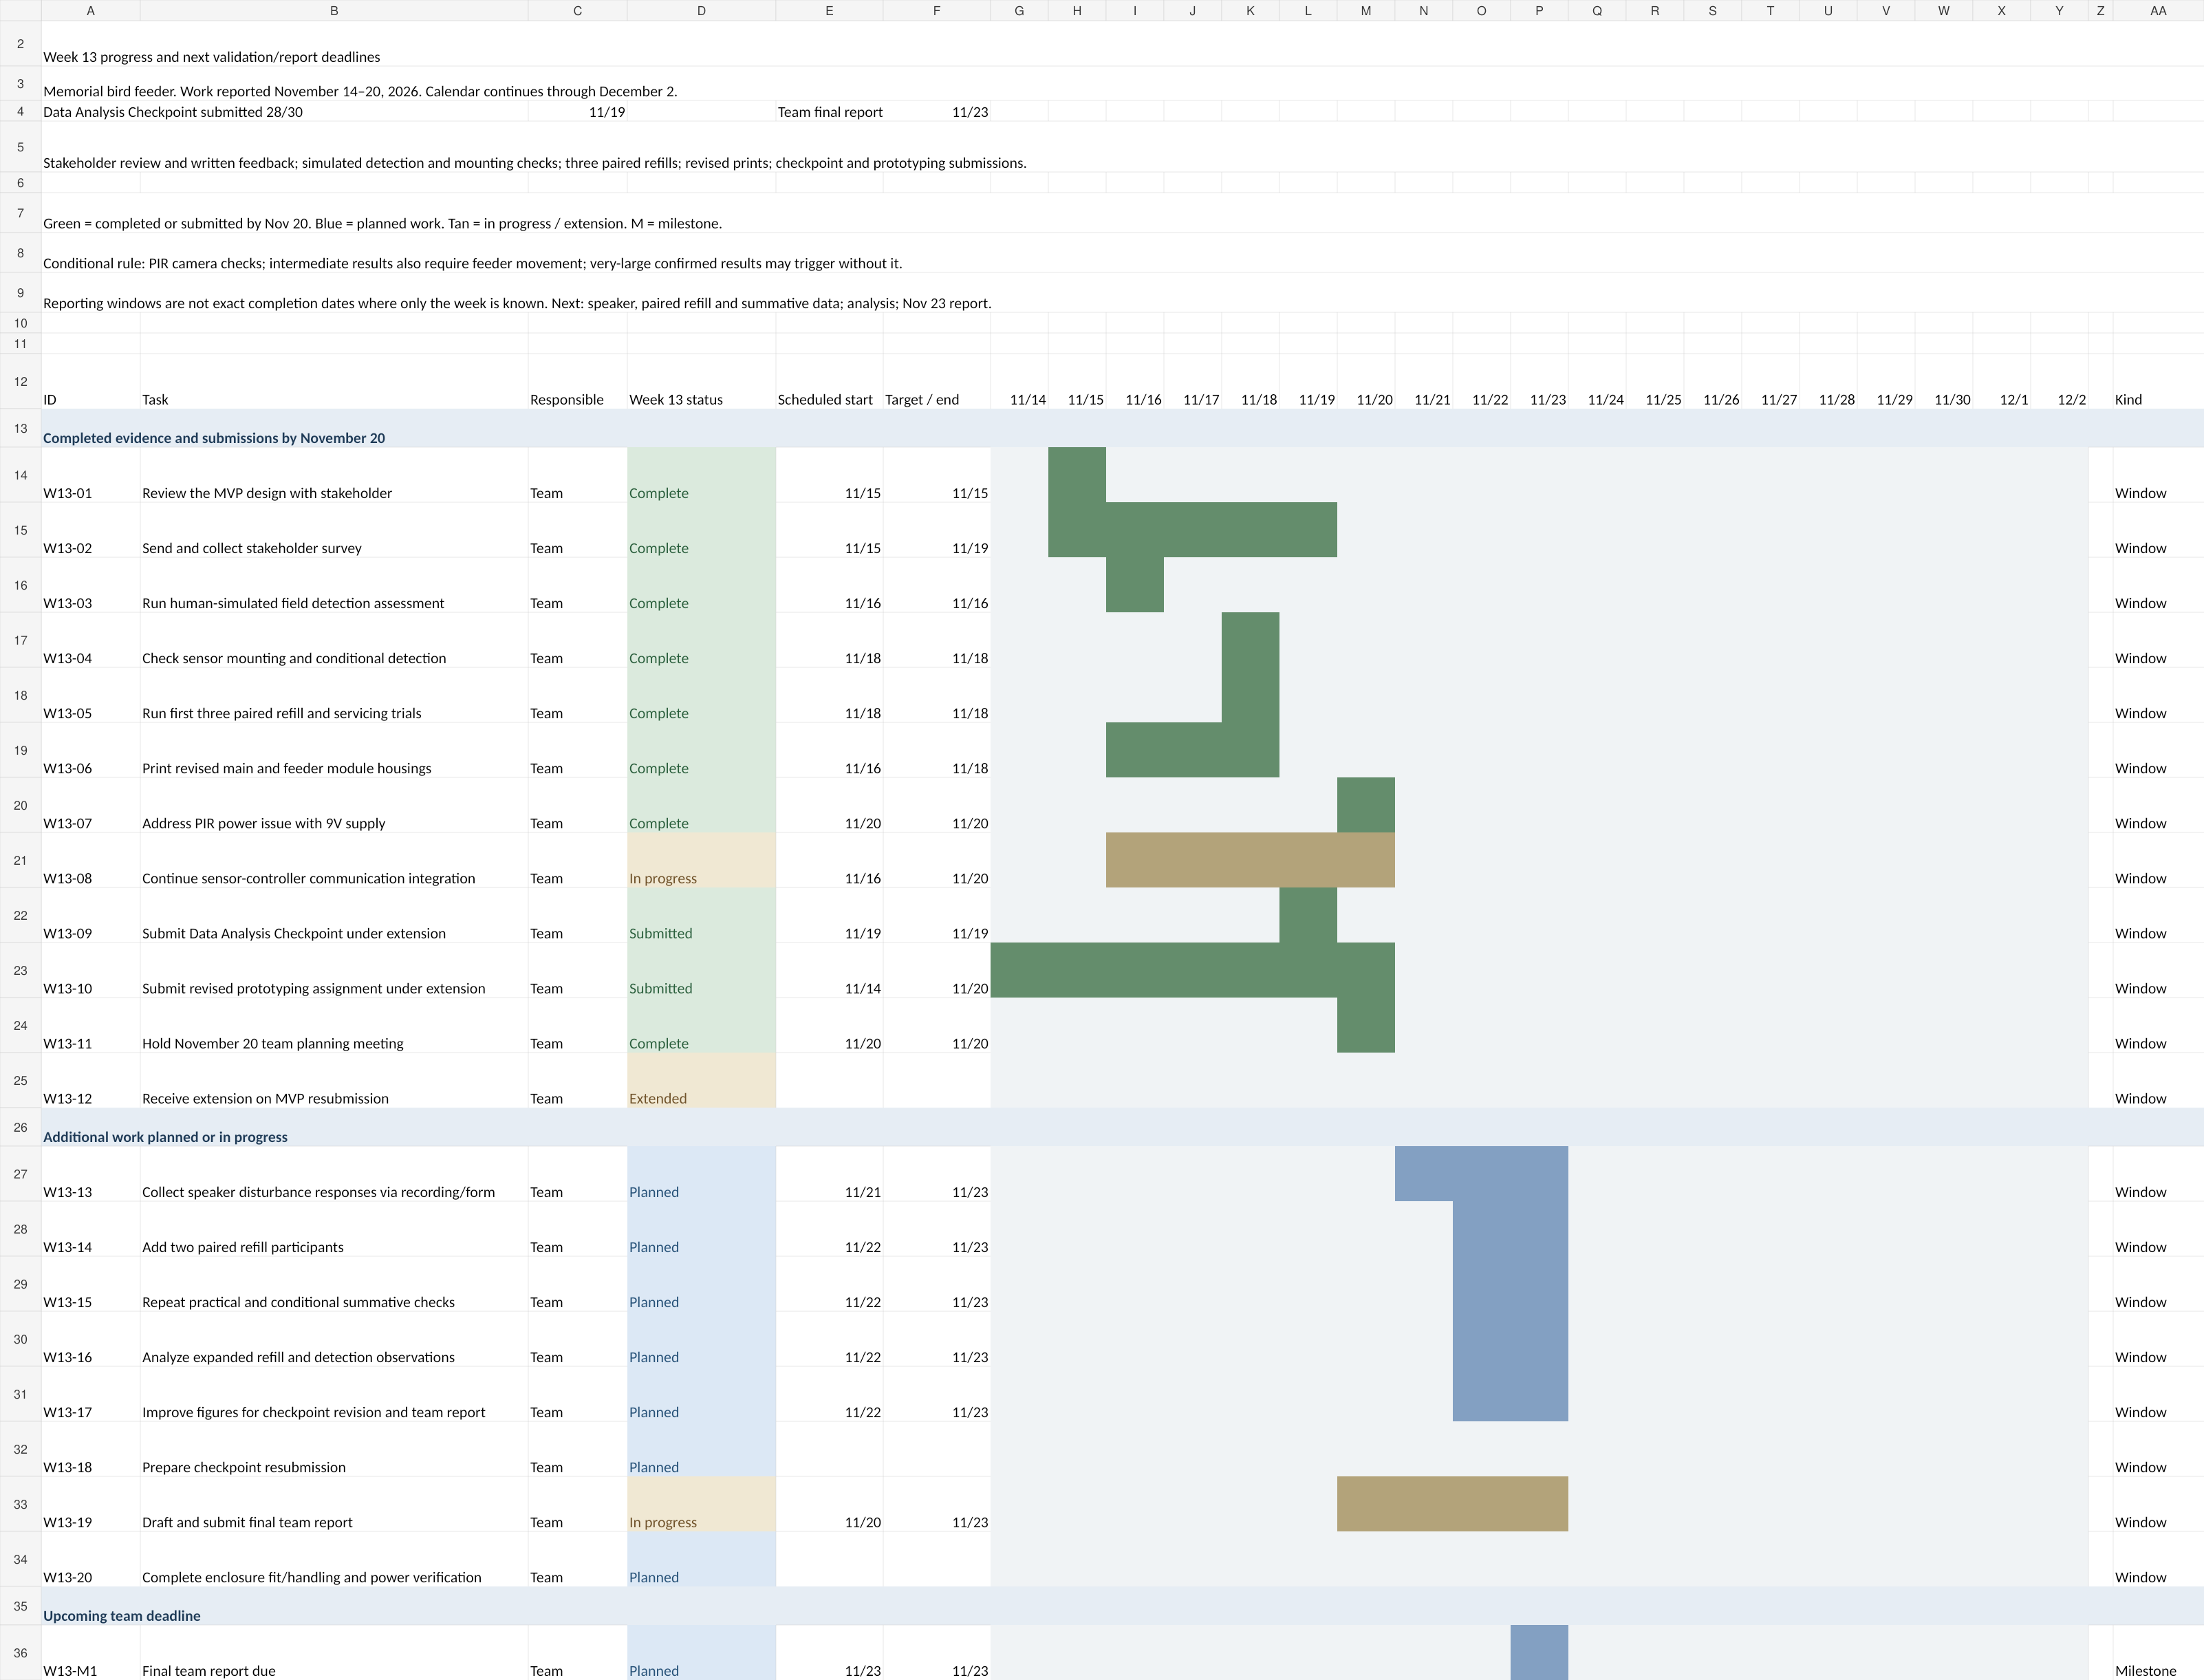 A B C D E F G H I J K L M N O P Q R S T U V W X Y Z AA
2 Week 13 progress and next validation/report deadlines
3 Memorial bird feeder. Work reported November 14–20, 2026. Calendar continues through December 2.
4 Data Analysis Checkpoint submitted 28/30 11/19 Team final report 11/23
5 Stakeholder review and written feedback; simulated detection and mounting checks; three paired refills; revised prints; checkpoint and prototyping submissions.
6
7 Green = completed or submitted by Nov 20. Blue = planned work. Tan = in progress / extension. M = milestone.
8 Conditional rule: PIR camera checks; intermediate results also require feeder movement; very-large confirmed results may trigger without it.
9 Reporting windows are not exact completion dates where only the week is known. Next: speaker, paired refill and summative data; analysis; Nov 23 report.
10
11
12 ID Task Responsible Week 13 status Scheduled start Target / end 11/14 11/15 11/16 11/17 11/18 11/19 11/20 11/21 11/22 11/23 11/24 11/25 11/26 11/27 11/28 11/29 11/30 12/1 12/2 Kind
13 Completed evidence and submissions by November 20
14 W13-01 Review the MVP design with stakeholder Team Complete 11/15 11/15 Window
15 W13-02 Send and collect stakeholder survey Team Complete 11/15 11/19 Window
16 W13-03 Run human-simulated field detection assessment Team Complete 11/16 11/16 Window
17 W13-04 Check sensor mounting and conditional detection Team Complete 11/18 11/18 Window
18 W13-05 Run first three paired refill and servicing trials Team Complete 11/18 11/18 Window
19 W13-06 Print revised main and feeder module housings Team Complete 11/16 11/18 Window
20 W13-07 Address PIR power issue with 9V supply Team Complete 11/20 11/20 Window
21 W13-08 Continue sensor-controller communication integration Team In progress 11/16 11/20 Window
22 W13-09 Submit Data Analysis Checkpoint under extension Team Submitted 11/19 11/19 Window
23 W13-10 Submit revised prototyping assignment under extension Team Submitted 11/14 11/20 Window
24 W13-11 Hold November 20 team planning meeting Team Complete 11/20 11/20 Window
25 W13-12 Receive extension on MVP resubmission Team Extended Window
26 Additional work planned or in progress
27 W13-13 Collect speaker disturbance responses via recording/form Team Planned 11/21 11/23 Window
28 W13-14 Add two paired refill participants Team Planned 11/22 11/23 Window
29 W13-15 Repeat practical and conditional summative checks Team Planned 11/22 11/23 Window
30 W13-16 Analyze expanded refill and detection observations Team Planned 11/22 11/23 Window
31 W13-17 Improve figures for checkpoint revision and team report Team Planned 11/22 11/23 Window
32 W13-18 Prepare checkpoint resubmission Team Planned Window
33 W13-19 Draft and submit final team report Team In progress 11/20 11/23 Window
34 W13-20 Complete enclosure fit/handling and power verification Team Planned Window
35 Upcoming team deadline
36 W13-M1 Final team report due Team Planned 11/23 11/23 Milestone